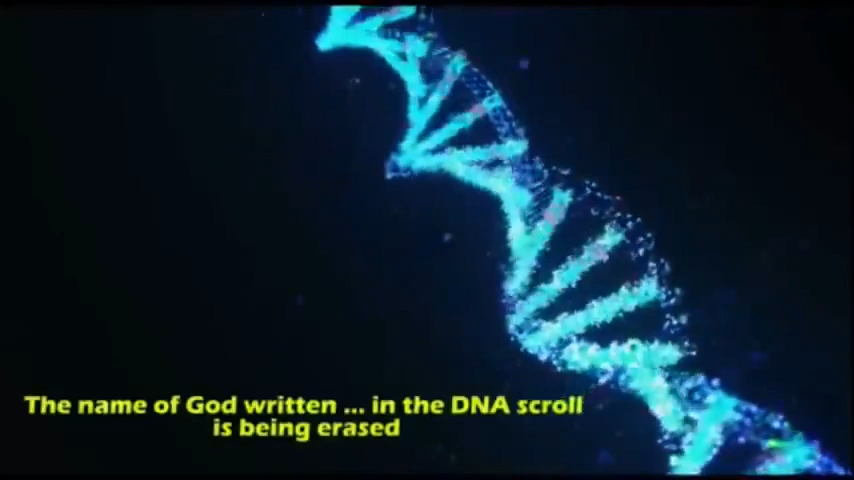 The name of God written ... in the DNA scroll
is being erased